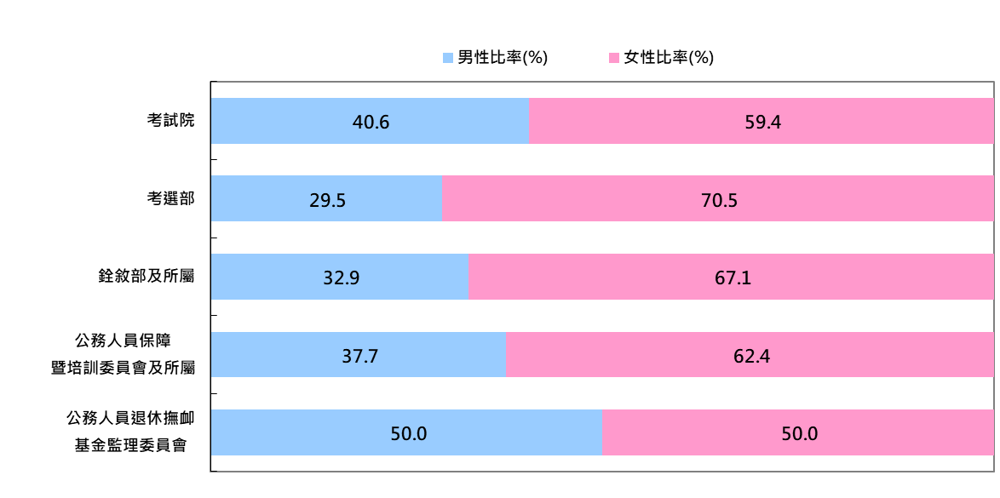 男性比率(%) 女性比率(%)
考試院 40.6 59.4
考選部 29.5 70.5
銓敘部及所屬 32.9 67.1
公務人員保障
暨培訓委員會及所屬 37.7 62.4
公務人員退休撫卹
基金監理委員會 50.0 50.0